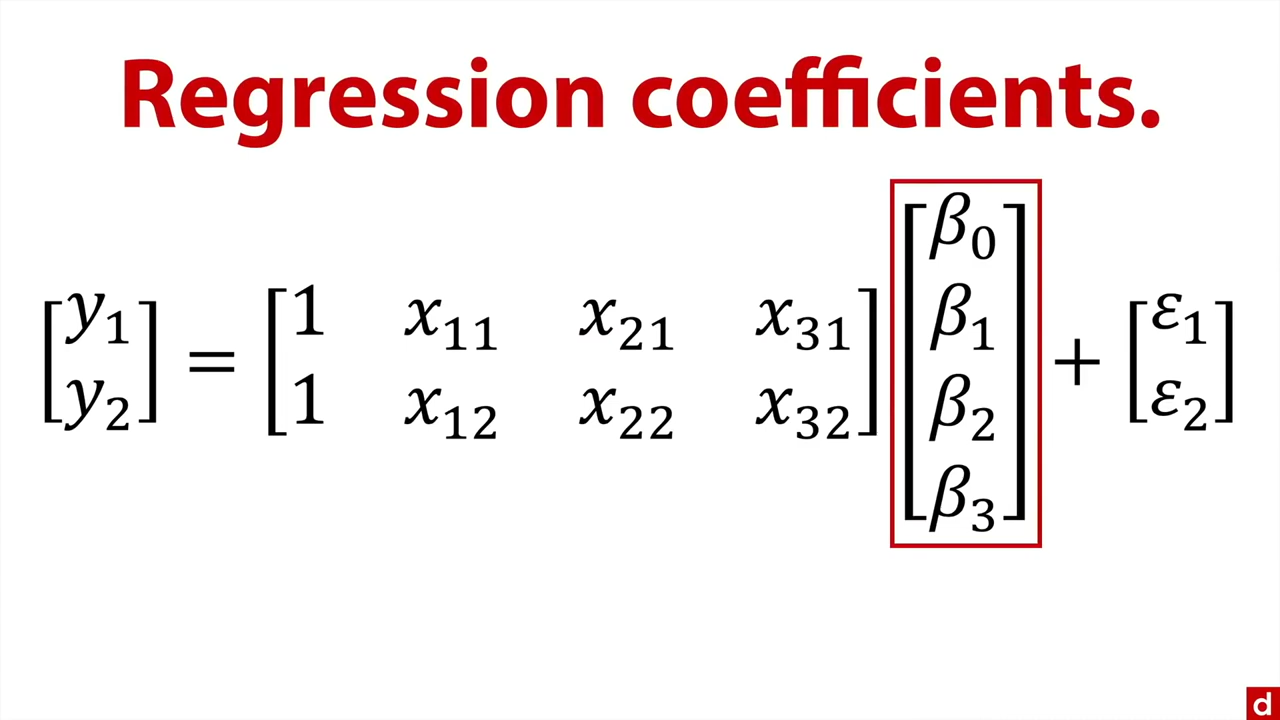 Regression coefficients.
[y₁ y₂] = [1 x₁₁ x₂₁ x₃₁ 1 x₁₂ x₂₂ x₃₂] [β₀ β₁ β₂ β₃] + [ε₁ ε₂]
d